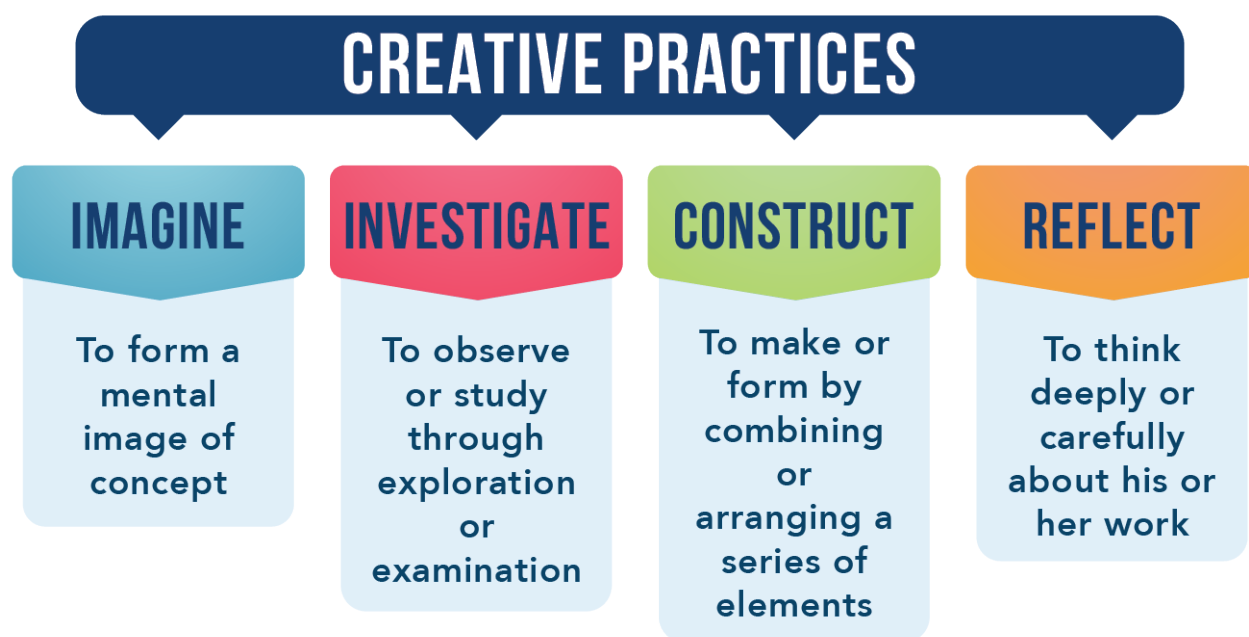 CREATIVE PRACTICES
IMAGINE
To form a
mental
image of
concept
INVESTIGATE
To observe
or study
through
exploration
or
examination
CONSTRUCT
To make or
form by
combining
or
arranging a
series of
elements
REFLECT
To think
deeply or
carefully
about his or
her work